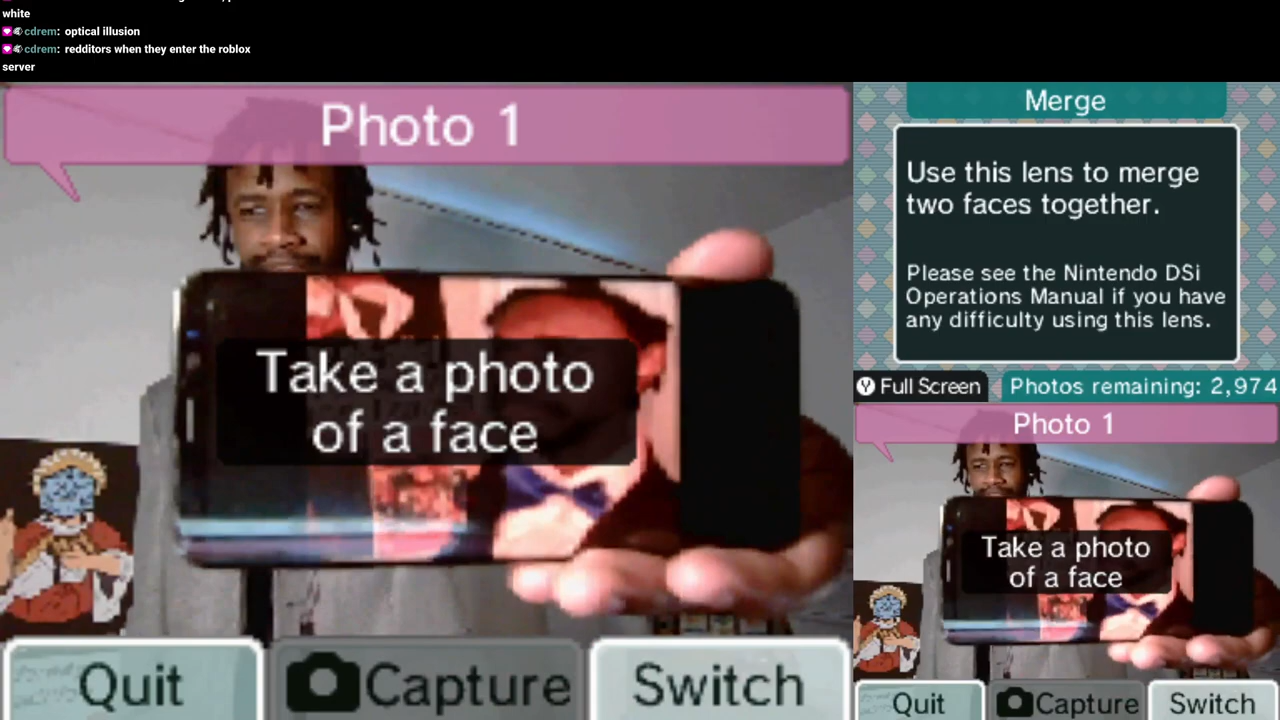 white
cdrem: optical illusion
cdrem: redditors when they enter the roblox
server
Photo 1
Take a photo
of a face
Quit
Capture
Switch
Merge
Use this lens to merge
two faces together.
Please see the Nintendo DSi
Operations Manual if you have
any difficulty using this lens.
Y Full Screen
Photos remaining: 2,974
Photo 1
Take a photo
of a face
Quit
Capture
Switch